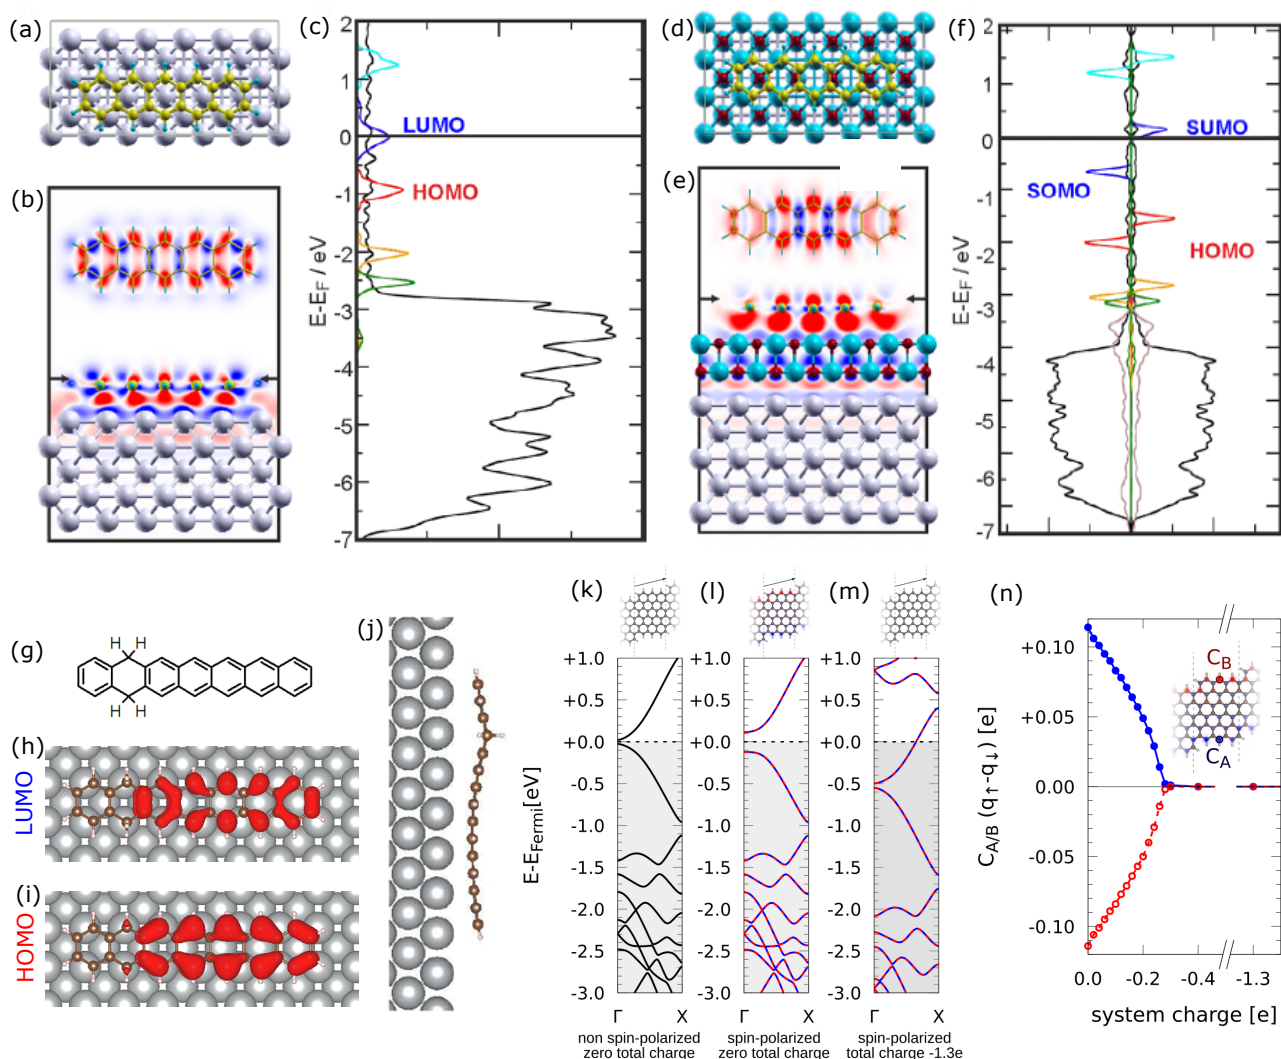 (a)
(b)
(c)
2
1
0
-1
-2
-3
-4
-5
-6
-7
E-EF / eV
LUMO
HOMO
(d)
(e)
(f)
2
1
0
-1
-2
-3
-4
-5
-6
-7
E-EF / eV
SUMO
SOMO
HOMO
(g)
H H
H H
(h)
LUMO
(i)
HOMO
(j)
(k)
(l)
(m)
E-EFermi[eV]
+1.0
+0.5
+0.0
-0.5
-1.0
-1.5
-2.0
-2.5
-3.0
Γ X
non spin-polarized
zero total charge
+1.0
+0.5
+0.0
-0.5
-1.0
-1.5
-2.0
-2.5
-3.0
Γ X
spin-polarized
zero total charge
+1.0
+0.5
+0.0
-0.5
-1.0
-1.5
-2.0
-2.5
-3.0
Γ X
spin-polarized
total charge -1.3e
(n)
CA/B (q↑-q↓) [e]
+0.10
+0.05
+0.00
-0.05
-0.10
CB
CA
0.0 -0.2 -0.4 -1.3
system charge [e]